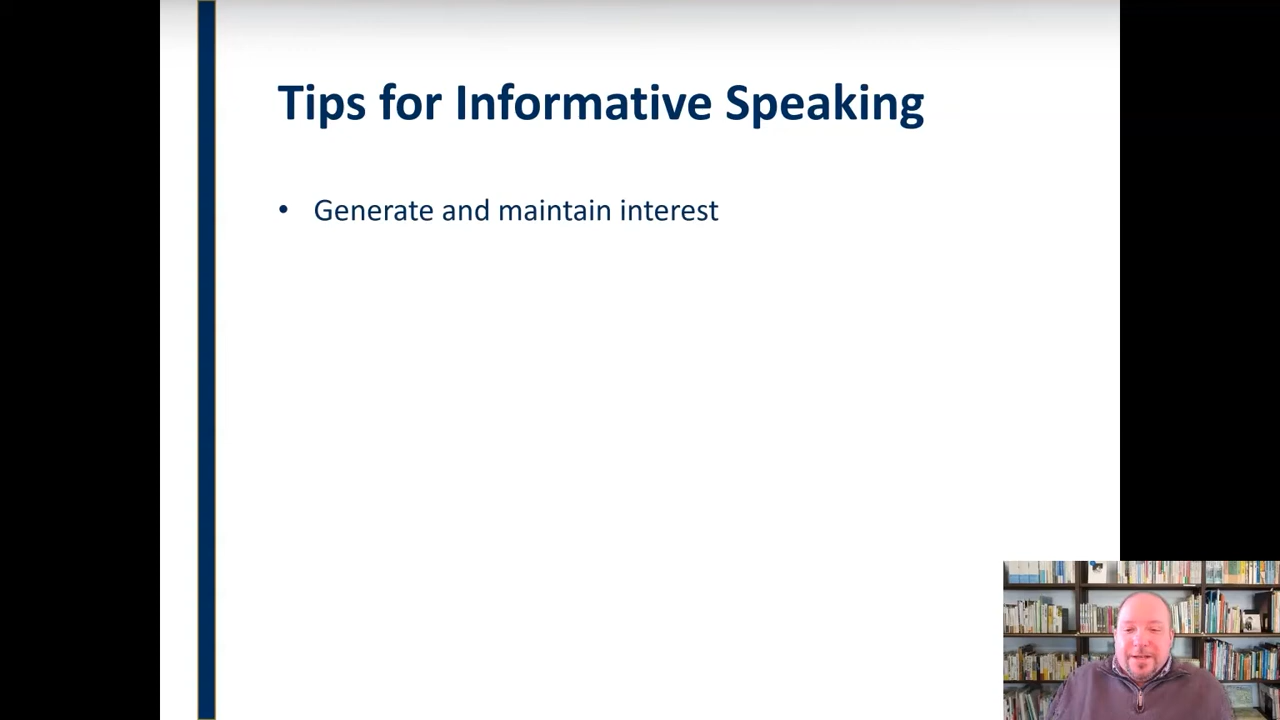 Tips for Informative Speaking
• Generate and maintain interest